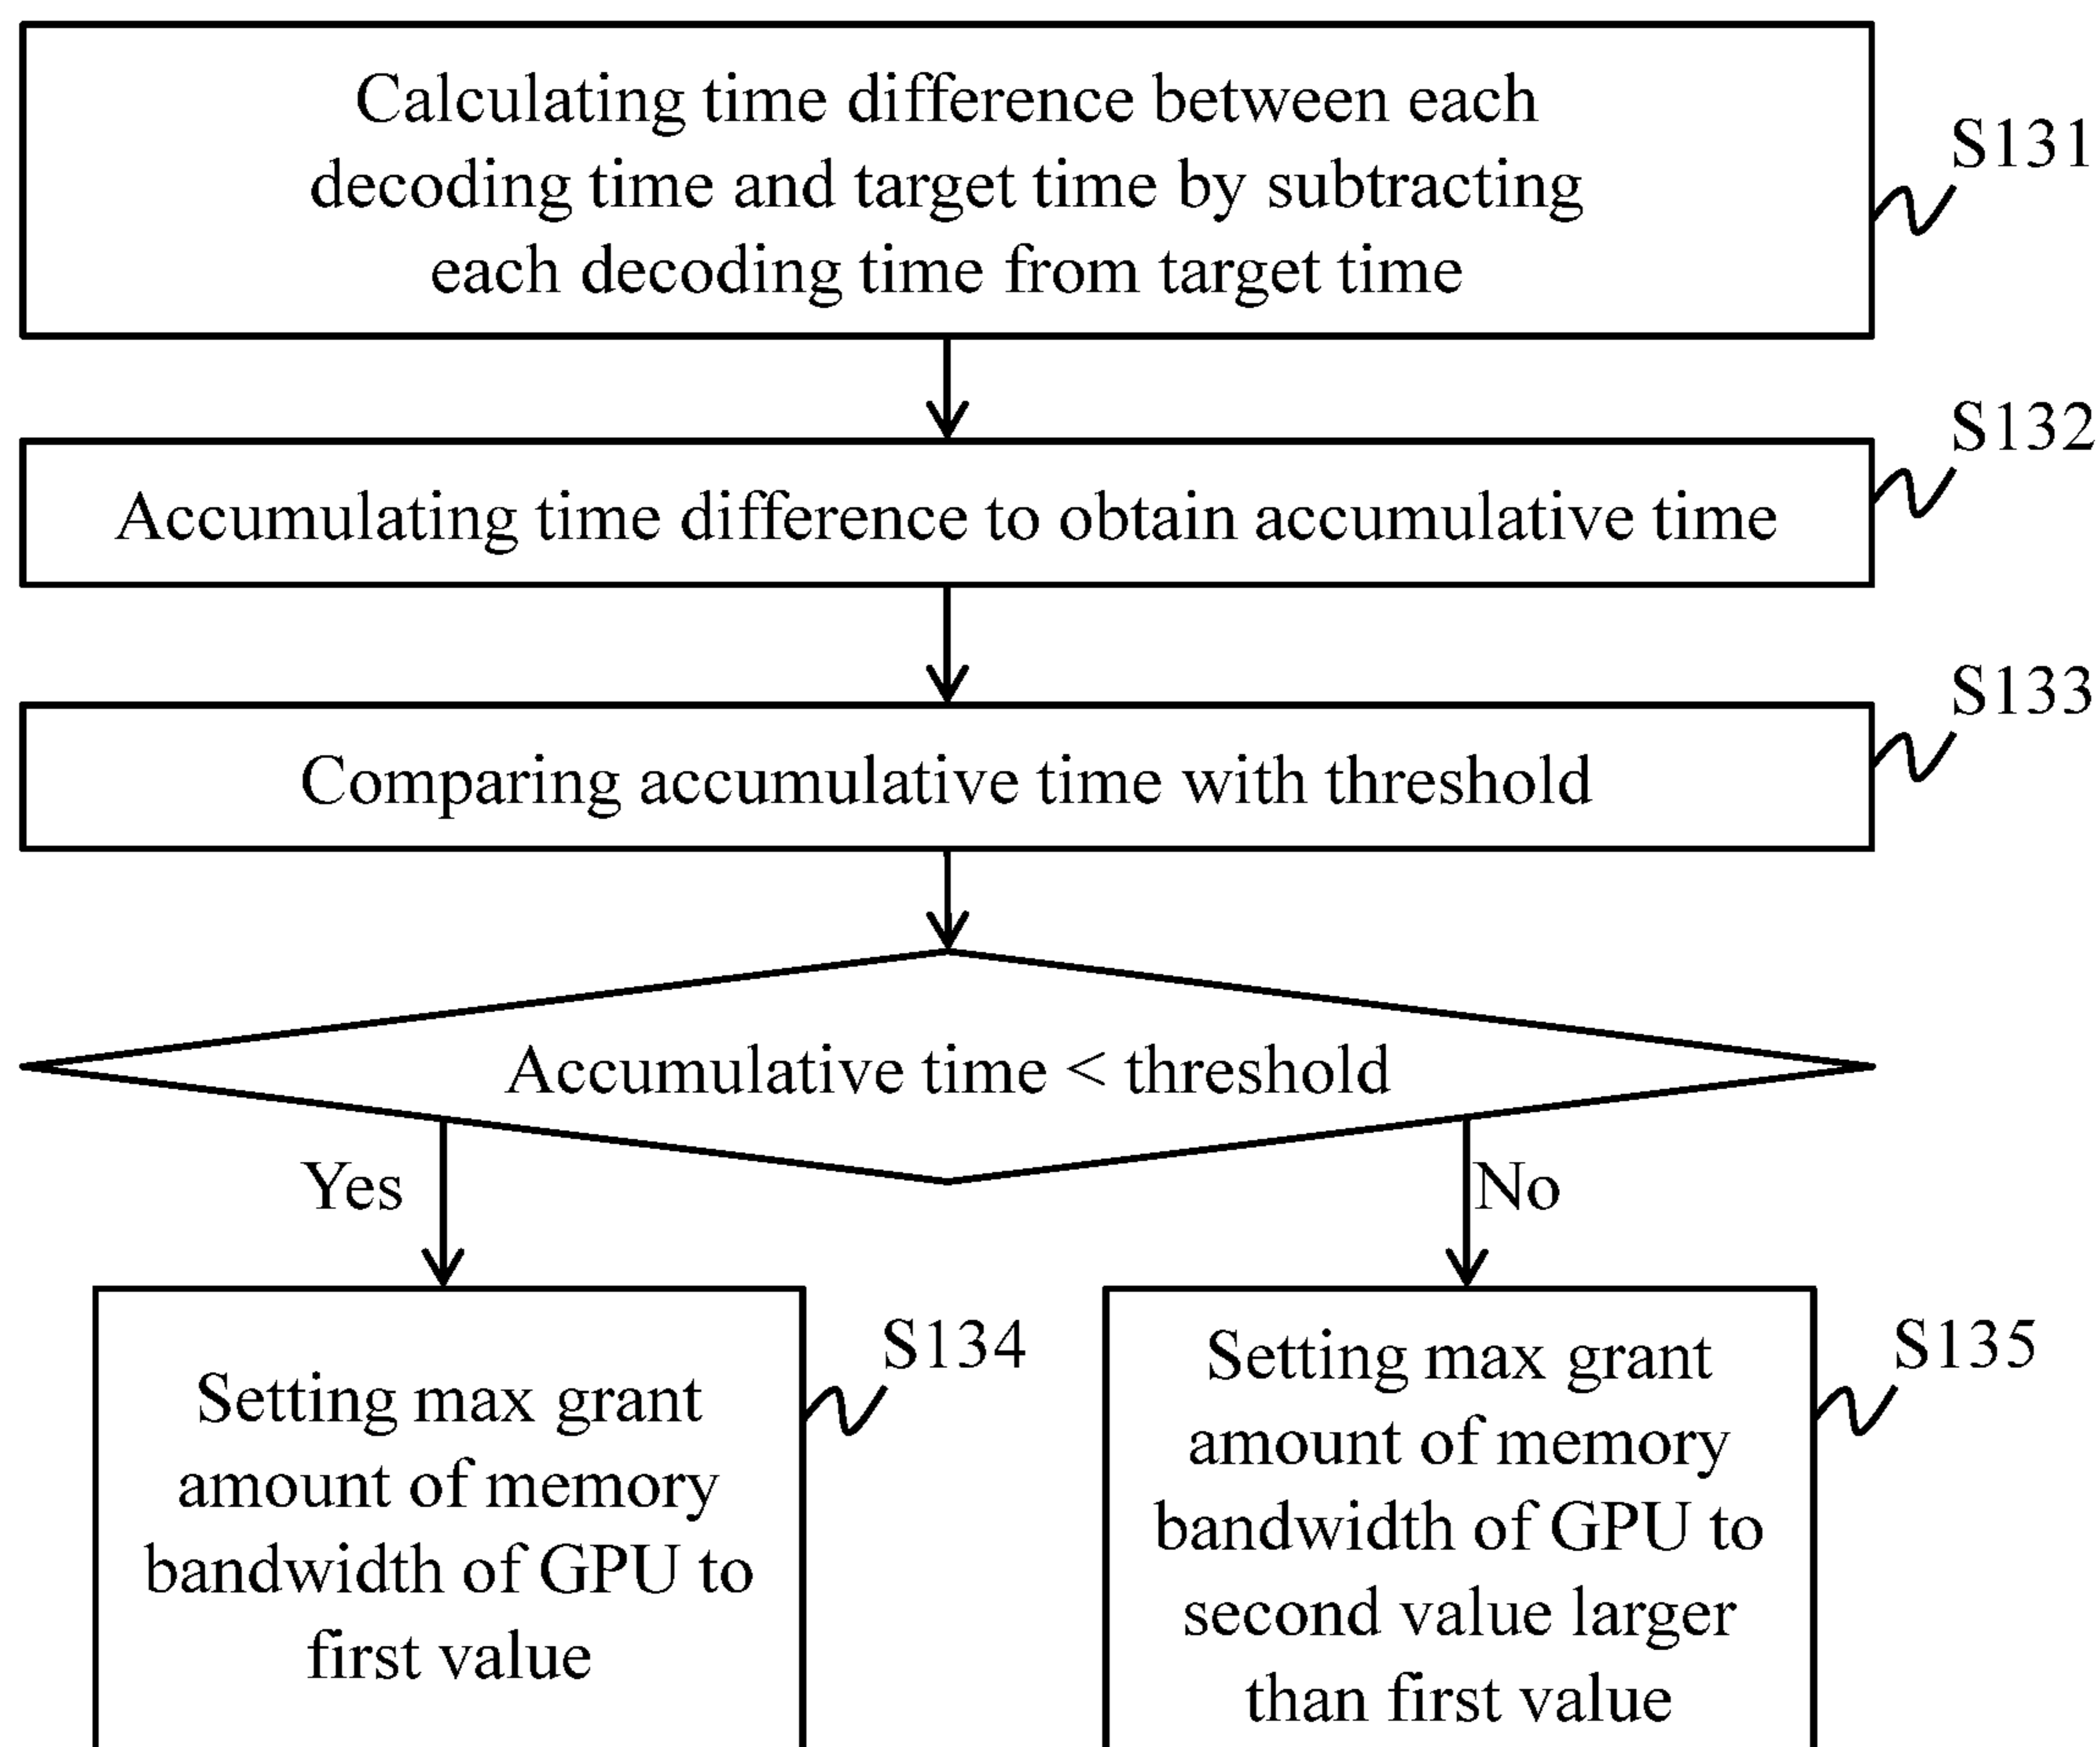 Calculating time difference between each
decoding time and target time by subtracting
each decoding time from target time
S131
S132
Accumulating time difference to obtain accumulative time
S133
Comparing accumulative time with threshold
Accumulative time < threshold
Yes
No
S134
Setting max grant
amount of memory
bandwidth of GPU to
first value
S135
Setting max grant
amount of memory
bandwidth of GPU to
second value larger
than first value